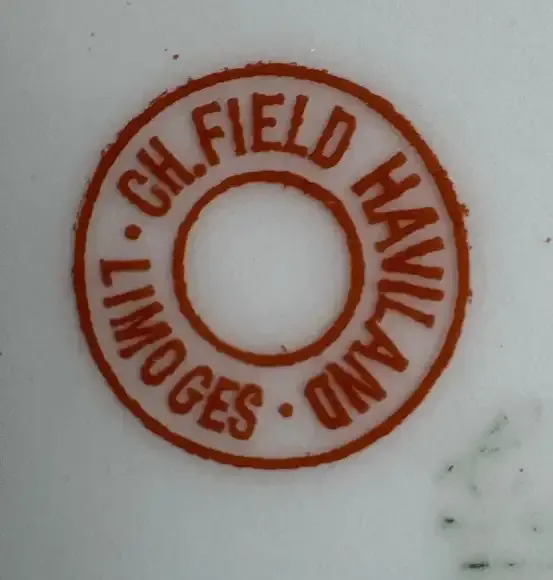 CH. FIELD HAVILAND
· LIMOGES ·